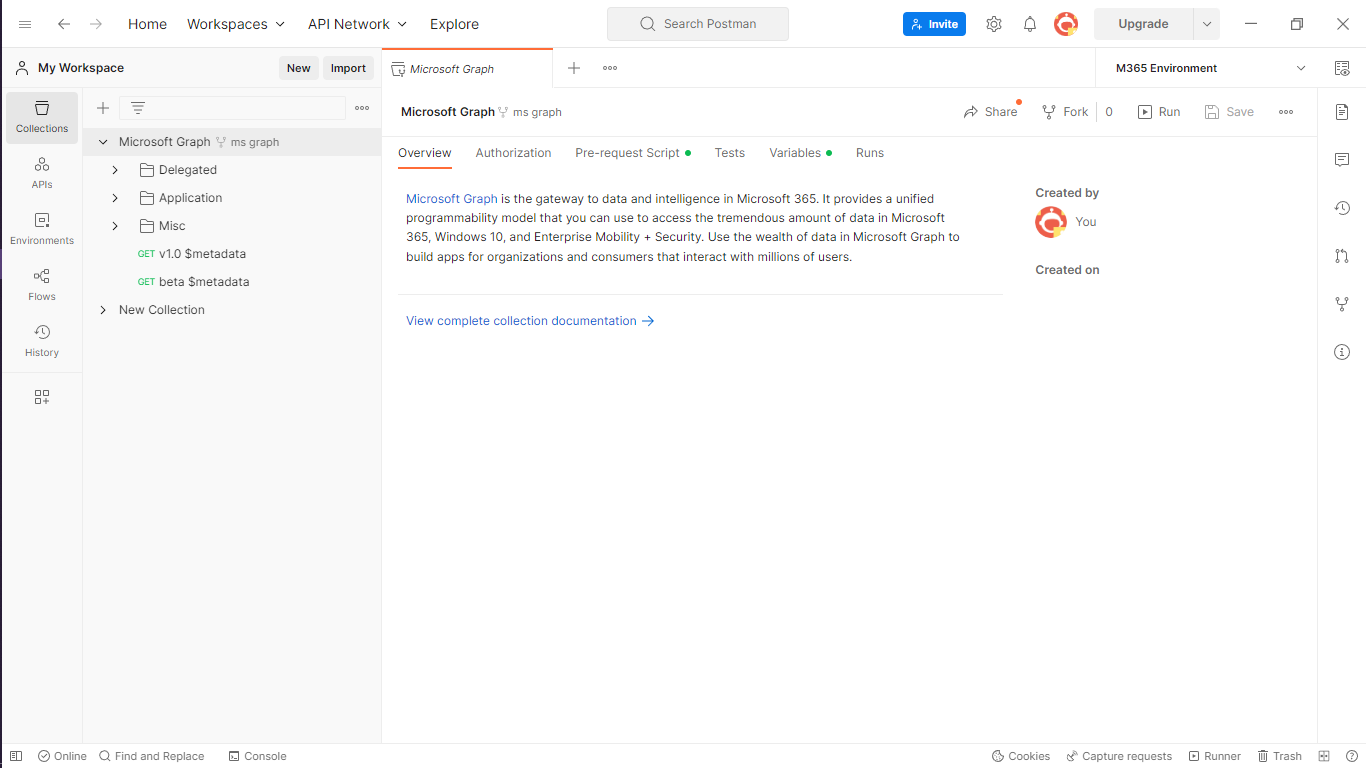 Home Workspaces API Network Explore Search Postman Invite Upgrade
My Workspace New Import Microsoft Graph M365 Environment
Collections
APIs
Environments
Flows
History
Microsoft Graph ms graph
Delegated
Application
Misc
GET v1.0 $metadata
GET beta $metadata
New Collection
Microsoft Graph ms graph Share Fork 0 Run Save
Overview Authorization Pre-request Script Tests Variables Runs
Microsoft Graph is the gateway to data and intelligence in Microsoft 365. It provides a unified
programmability model that you can use to access the tremendous amount of data in Microsoft
365, Windows 10, and Enterprise Mobility + Security. Use the wealth of data in Microsoft Graph to
build apps for organizations and consumers that interact with millions of users.
View complete collection documentation
Created by
You
Created on
Online Find and Replace Console Cookies Capture requests Runner Trash